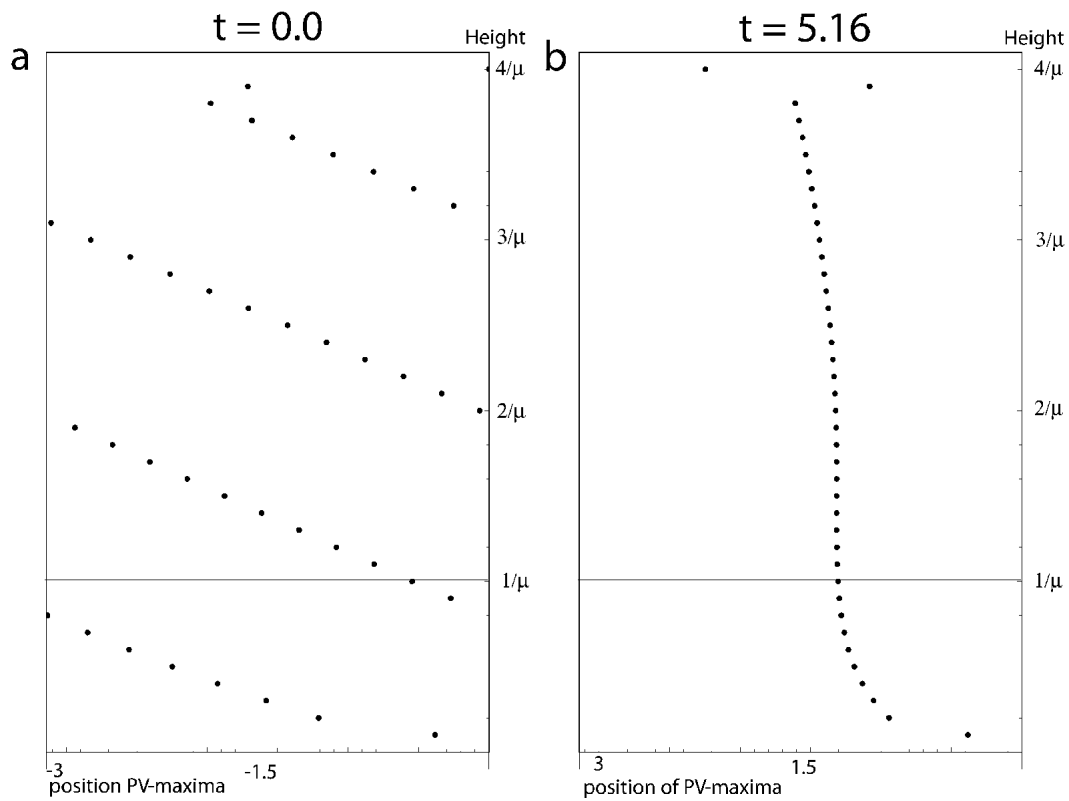 a
t = 0.0
Height
4/μ
3/μ
2/μ
1/μ
-3
-1.5
position PV-maxima
b
t = 5.16
Height
4/μ
3/μ
2/μ
1/μ
3
1.5
position of PV-maxima